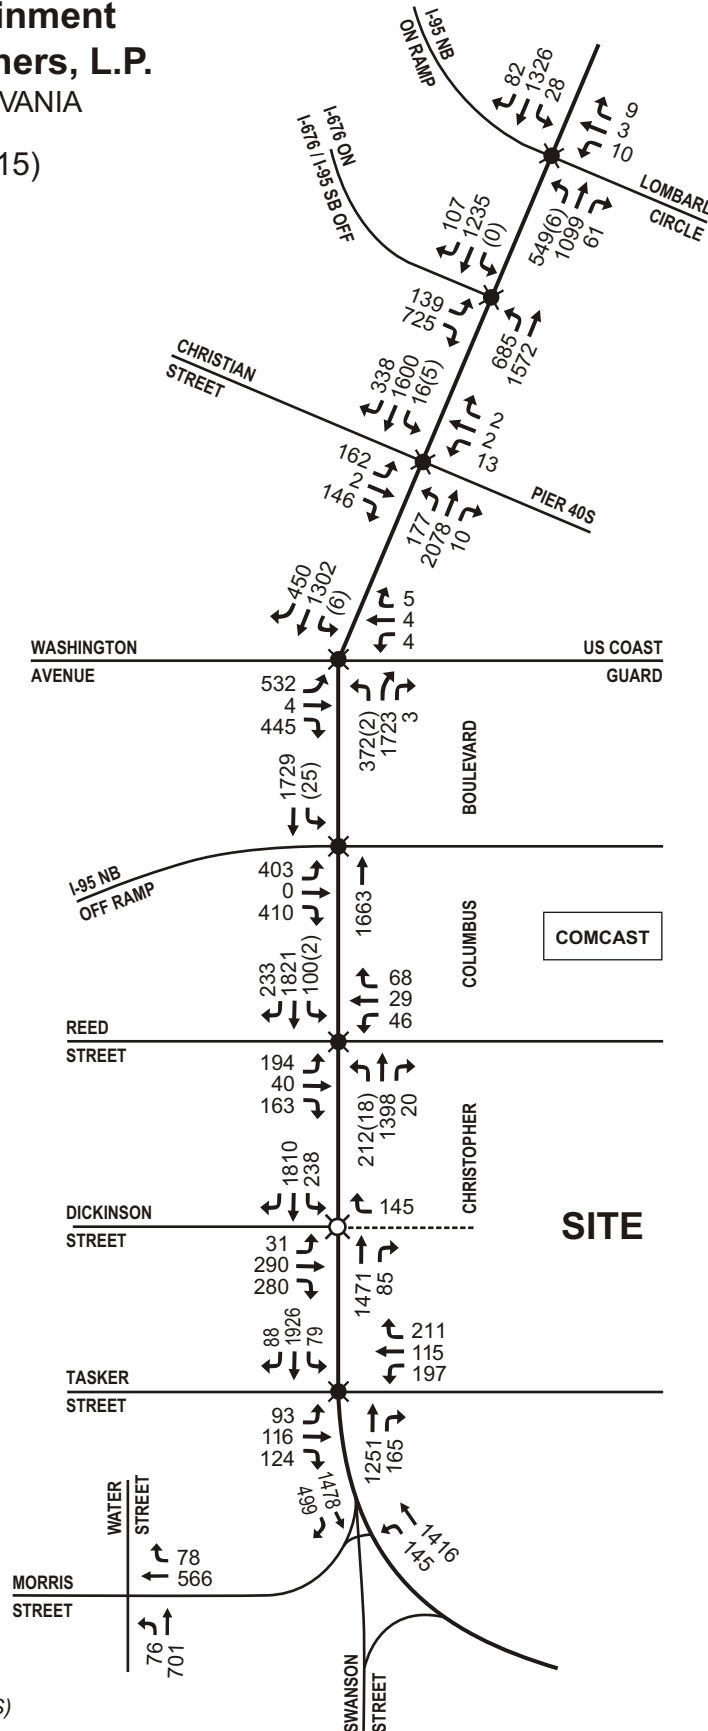 inment
ners, L.P.
VANIA
15)
I-95 NB
ON RAMP
82
1326
28
9
3
10
LOMBARD
CIRCLE
549(6)
1099
61
I-676 ON
I-676 / I-95 SB OFF
107
1235
(0)
139
725
685
1572
CHRISTIAN
STREET
338
1600
16(5)
2
2
13
162
2
146
177
2078
10
PIER 40S
450
1302
(6)
5
4
4
WASHINGTON
AVENUE
US COAST
GUARD
532
4
445
372(2)
1723
3
BOULEVARD
1729
(25)
I-95 NB
OFF RAMP
403
0
410
1663
COLUMBUS
COMCAST
233
1821
100(2)
68
29
46
REED
STREET
194
40
163
212(18)
1398
20
CHRISTOPHER
1810
238
145
DICKINSON
STREET
SITE
31
290
280
1471
85
88
1926
79
211
115
197
TASKER
STREET
93
116
124
1251
165
499
1478
1416
145
WATER
STREET
78
566
MORRIS
STREET
76
701
SWANSON
STREET
S)